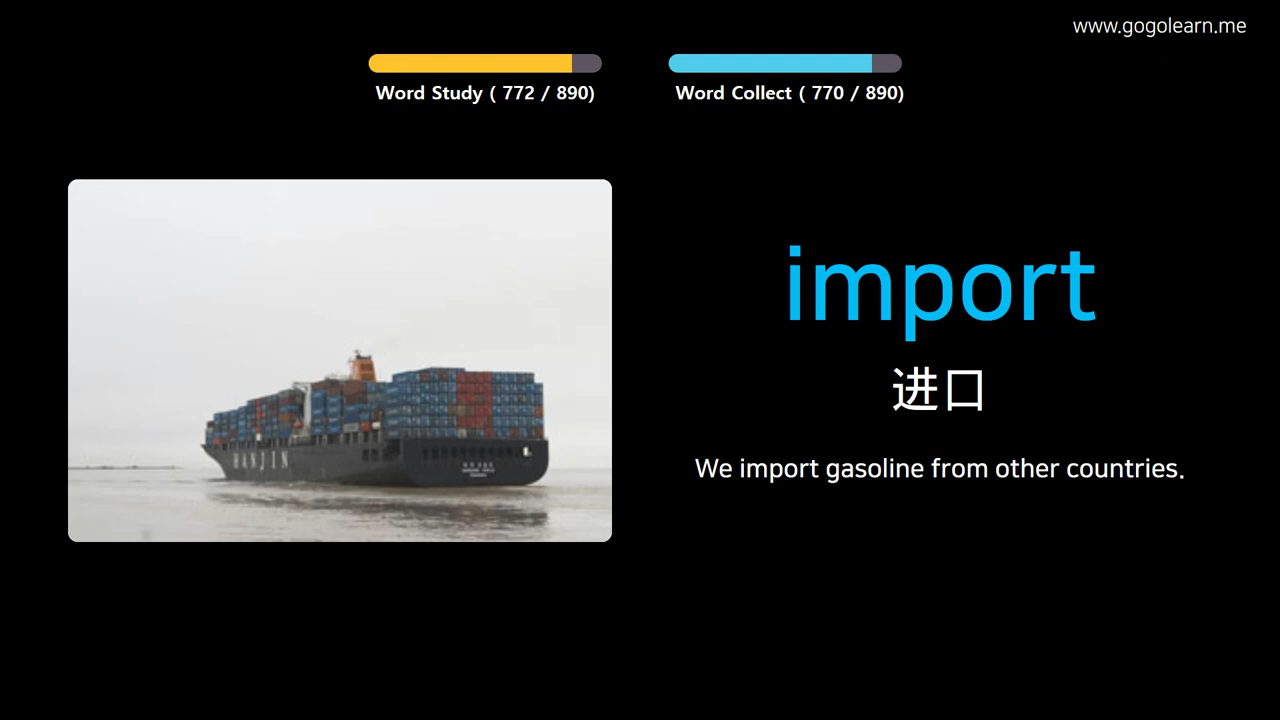 www.gogolearn.me
Word Study ( 772 / 890)
Word Collect ( 770 / 890)
HANJIN
import
进口
We import gasoline from other countries.